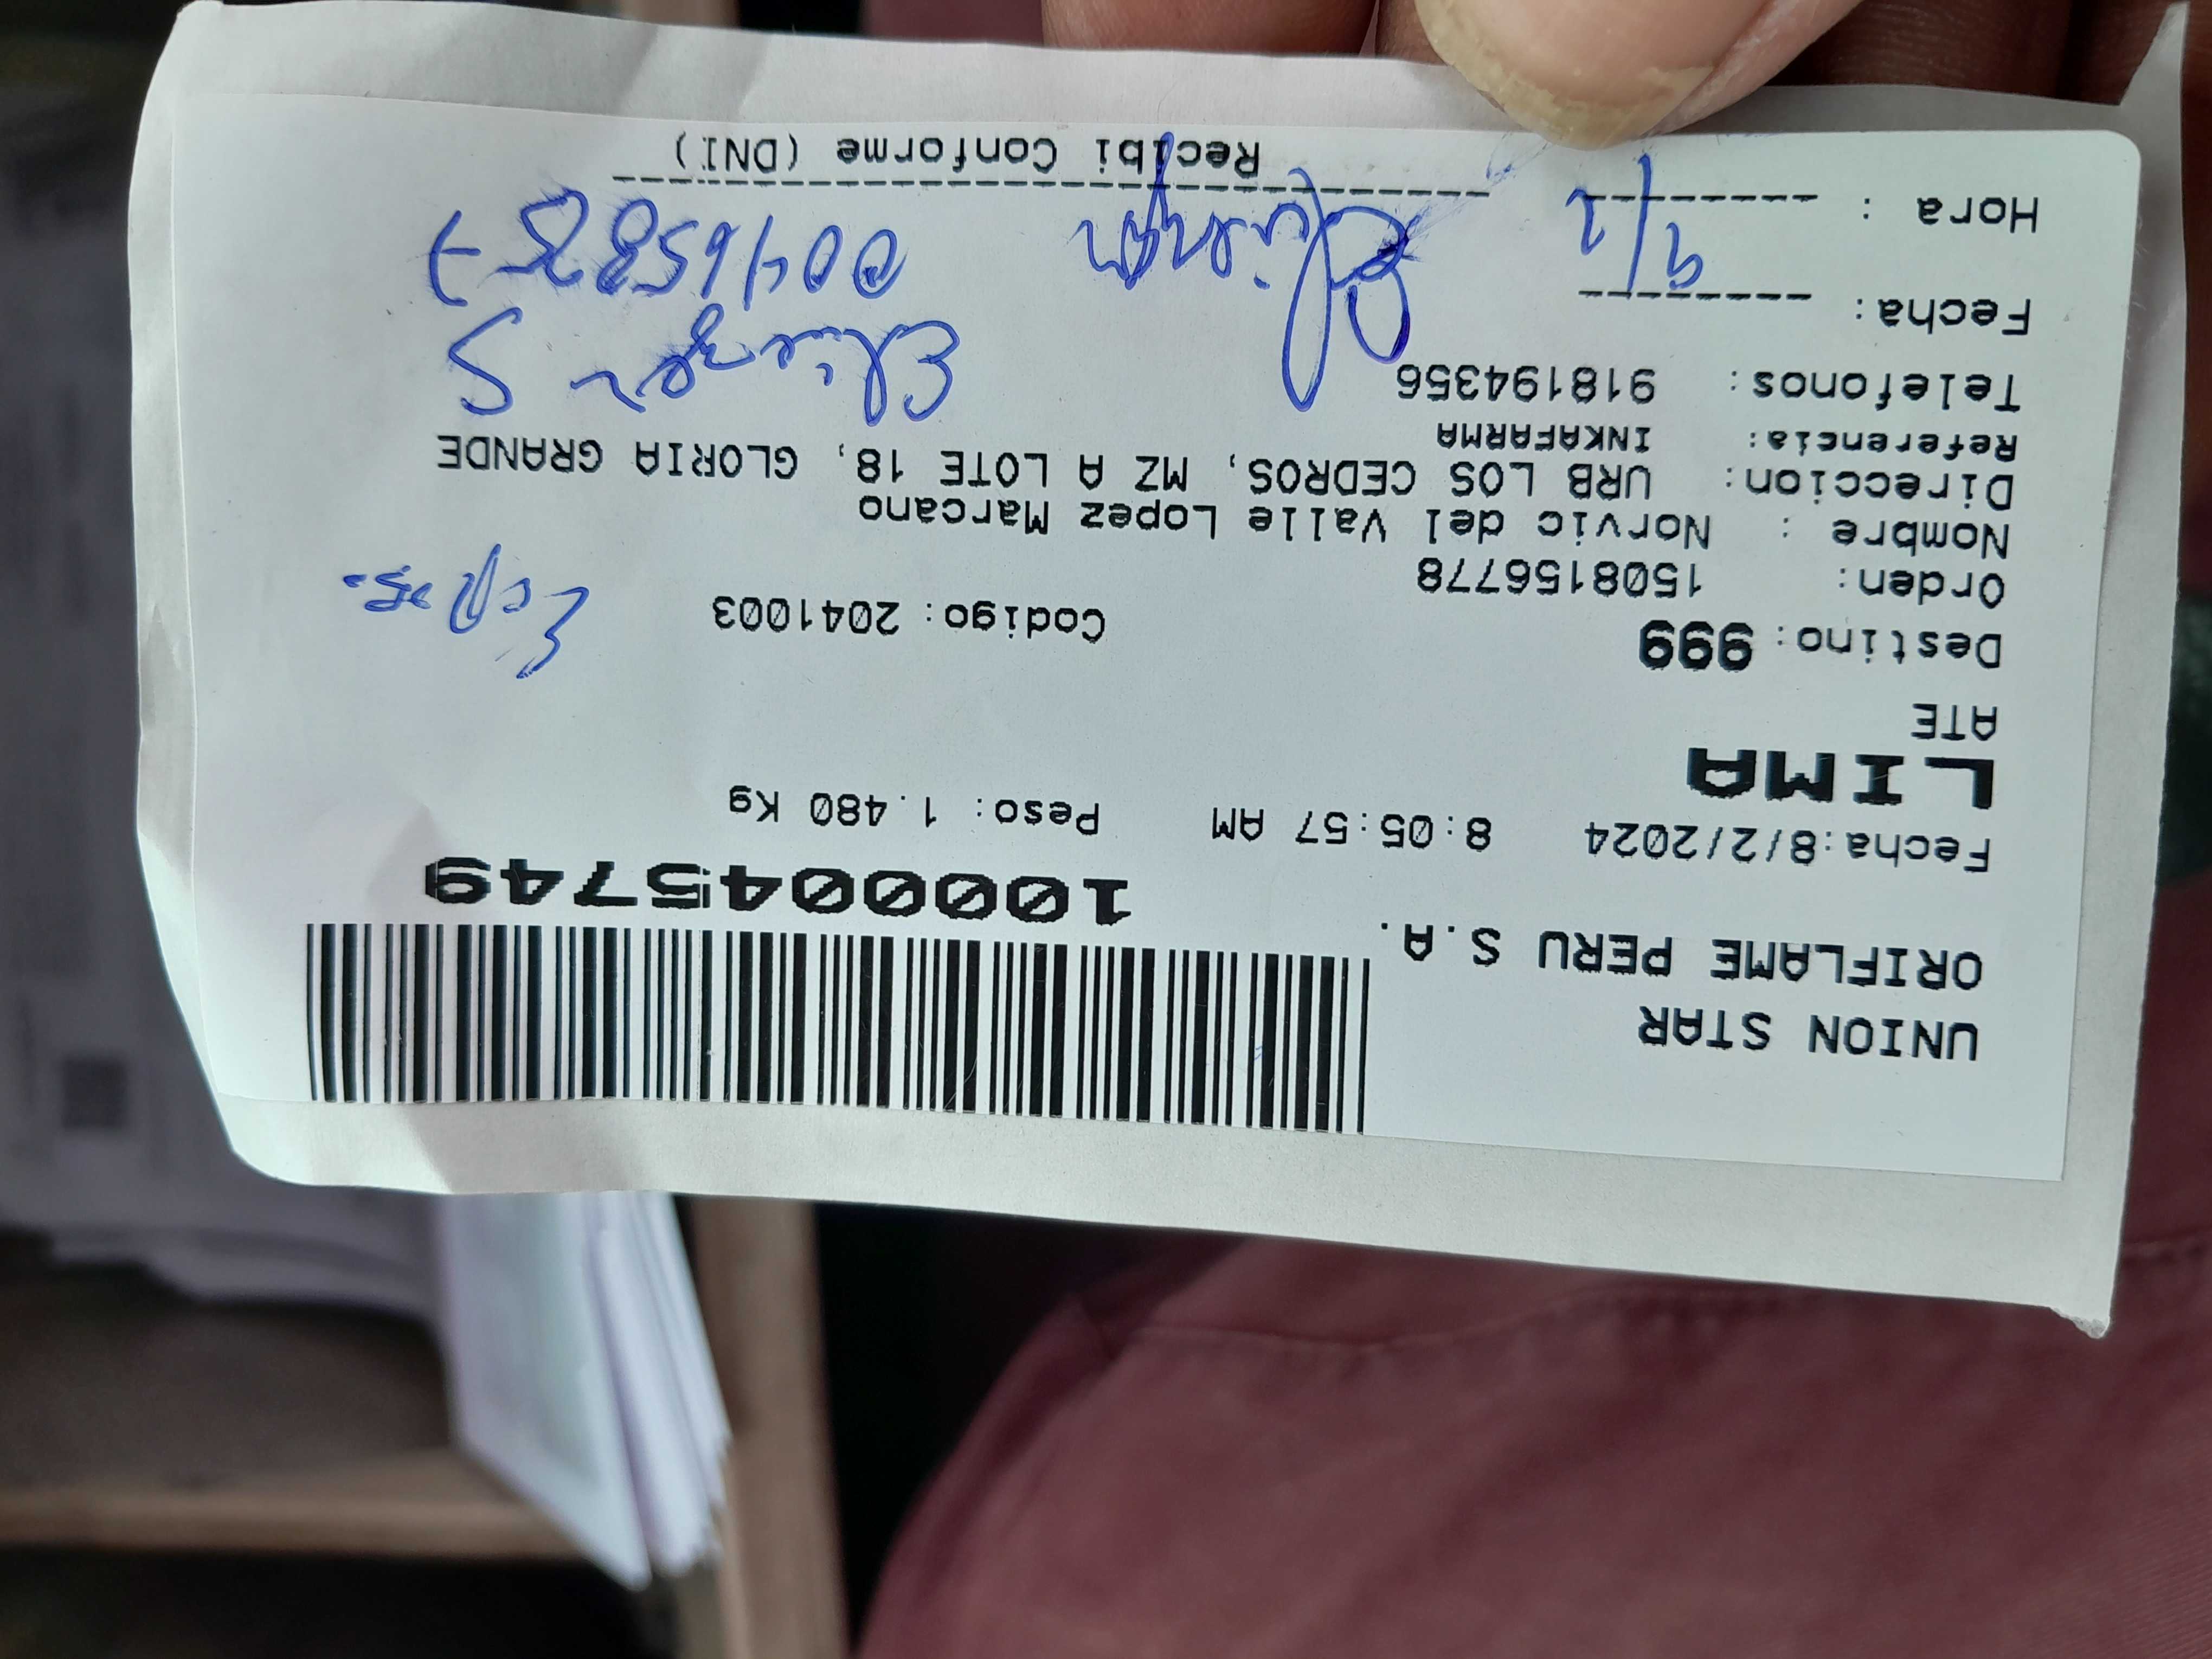 UNION STAR
ORIFLAME PERU S.A.
1000045749
Fecha:8/2/2024 8:05:57 AM Peso: 1.480 Kg
LIMA
ATE
Destino: 999 Codigo: 2041003
Orden: 1508156778
Nombre : Norvic del Valle Lopez Marcano
Direccion: URB LOS CEDROS, MZ A LOTE 18, GLORIA GRANDE
Referencia: INKAFARMA
Telefonos: 918194356
Eliezer S
Fecha: 9/2
Hora :
Recibi Conforme (DNI)